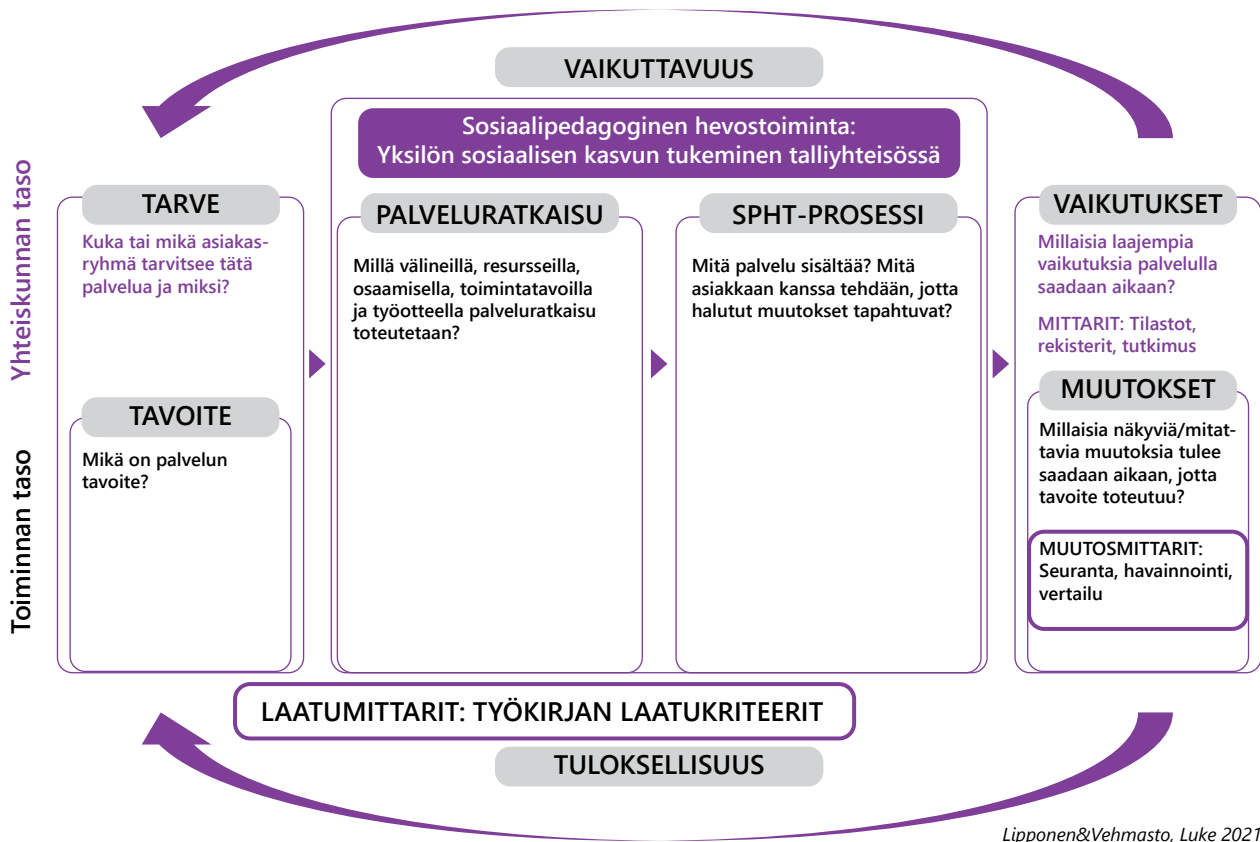 VAIKUTTAVUUS
Sosiaalipedagoginen hevostoiminta:
Yksilön sosiaalisen kasvun tukeminen talliyhteisössä
Yhteiskunnan taso
Toiminnan taso
TARVE
Kuka tai mikä asiakas-
ryhmä tarvitsee tätä
palvelua ja miksi?
TAVOITE
Mikä on palvelun
tavoite?
PALVELURATKAISU
Millä välineillä, resursseilla,
osaamisella, toimintatavoilla
ja työotteella palveluratkaisu
toteutetaan?
SPHT-PROSESSI
Mitä palvelu sisältää? Mitä
asiakkaan kanssa tehdään, jotta
halutut muutokset tapahtuvat?
VAIKUTUKSET
Millaisia laajempia
vaikutuksia palvelulla
saadaan aikaan?
MITTARIT: Tilastot,
rekisterit, tutkimus
MUUTOKSET
Millaisia näkyviä/mitat-
tavia muutoksia tulee
saadaan aikaan, jotta
tavoite toteutuu?
MUUTOSMITTARIT:
Seuranta, havainnointi,
vertailu
LAATUMITTARIT: TYÖKIRJAN LAATUKRITEERIT
TULOKSELLISUUS
Lipponen&Vehmasto, Luke 2021